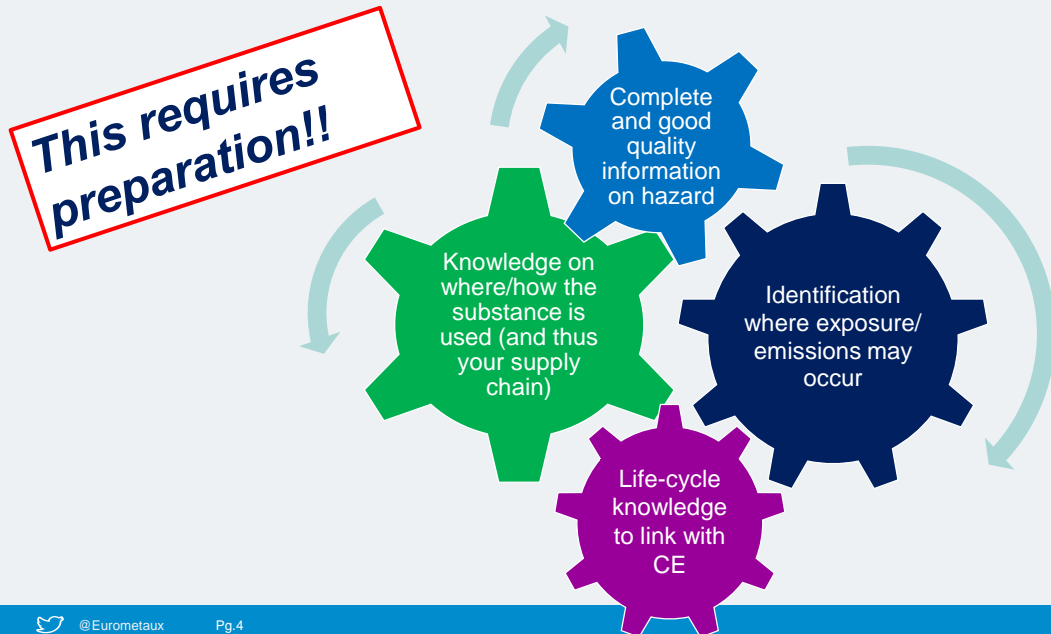 This requires
preparation!!
Complete
and good
quality
information
on hazard
Knowledge on
where/how the
substance is
used (and thus
your supply
chain)
Identification
where exposure/
emissions may
occur
Life-cycle
knowledge
to link with
CE
@Eurometaux Pg.4